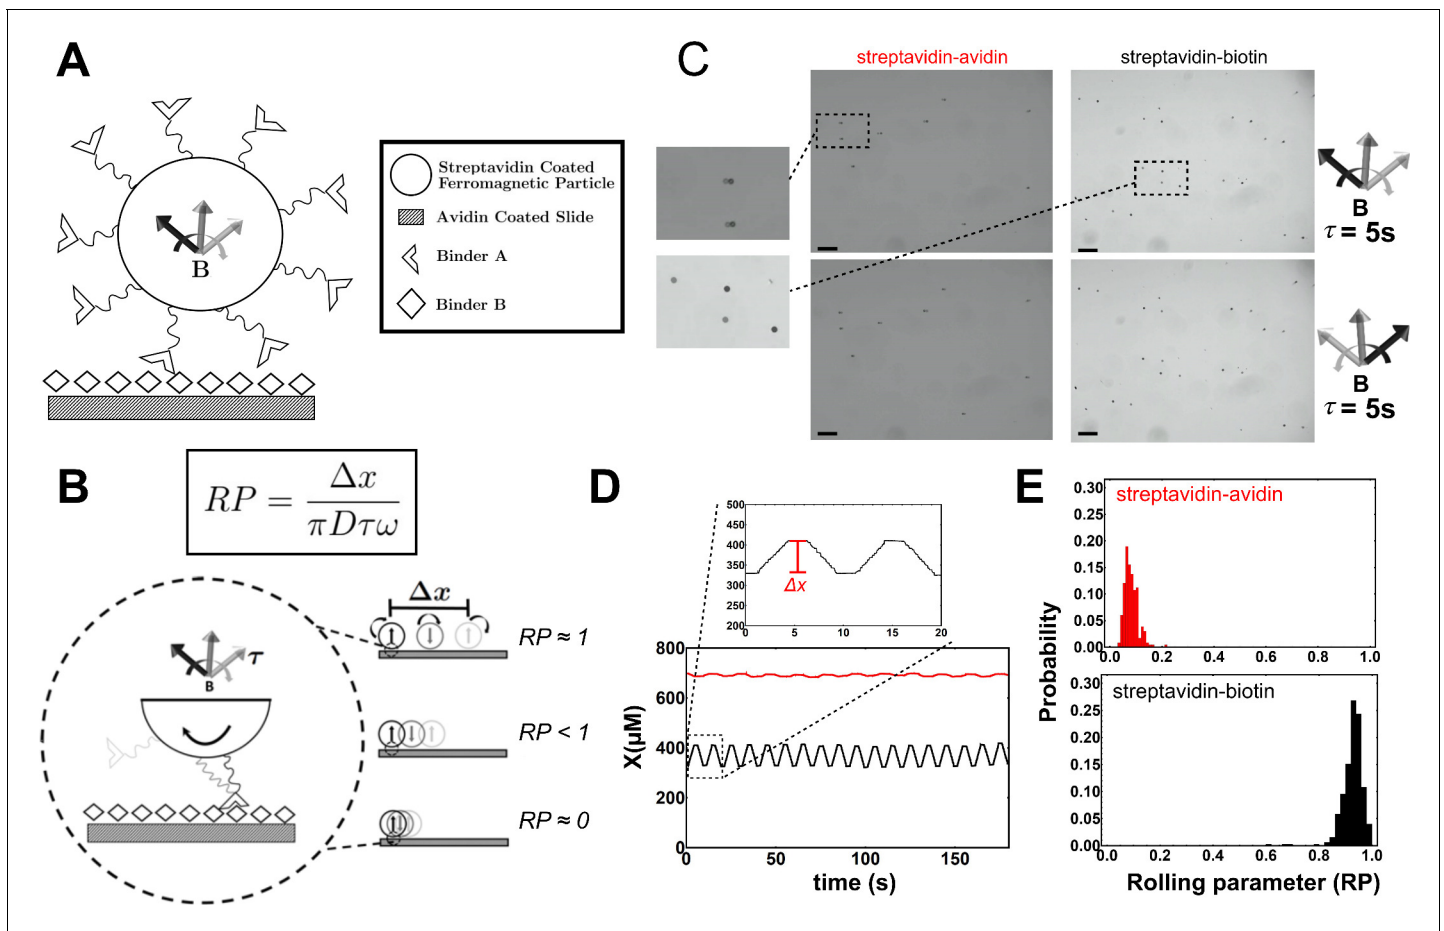 A
B
Streptavidin Coated
Ferromagnetic Particle
Avidin Coated Slide
Binder A
Binder B
B
RP = Δx / πDτω
τ
B
Δx
RP ≈ 1
RP < 1
RP ≈ 0
C
streptavidin-avidin
streptavidin-biotin
B
τ = 5s
B
τ = 5s
D
500
450
400
350
300
250
200
0
5
10
15
20
Δx
800
600
400
200
0
X(μM)
0
50
100
150
time (s)
E
streptavidin-avidin
0.30
0.25
0.20
0.15
0.10
0.05
0.00
0.0
0.2
0.4
0.6
0.8
1.0
Probability
streptavidin-biotin
0.30
0.25
0.20
0.15
0.10
0.05
0.00
0.0
0.2
0.4
0.6
0.8
1.0
Rolling parameter (RP)